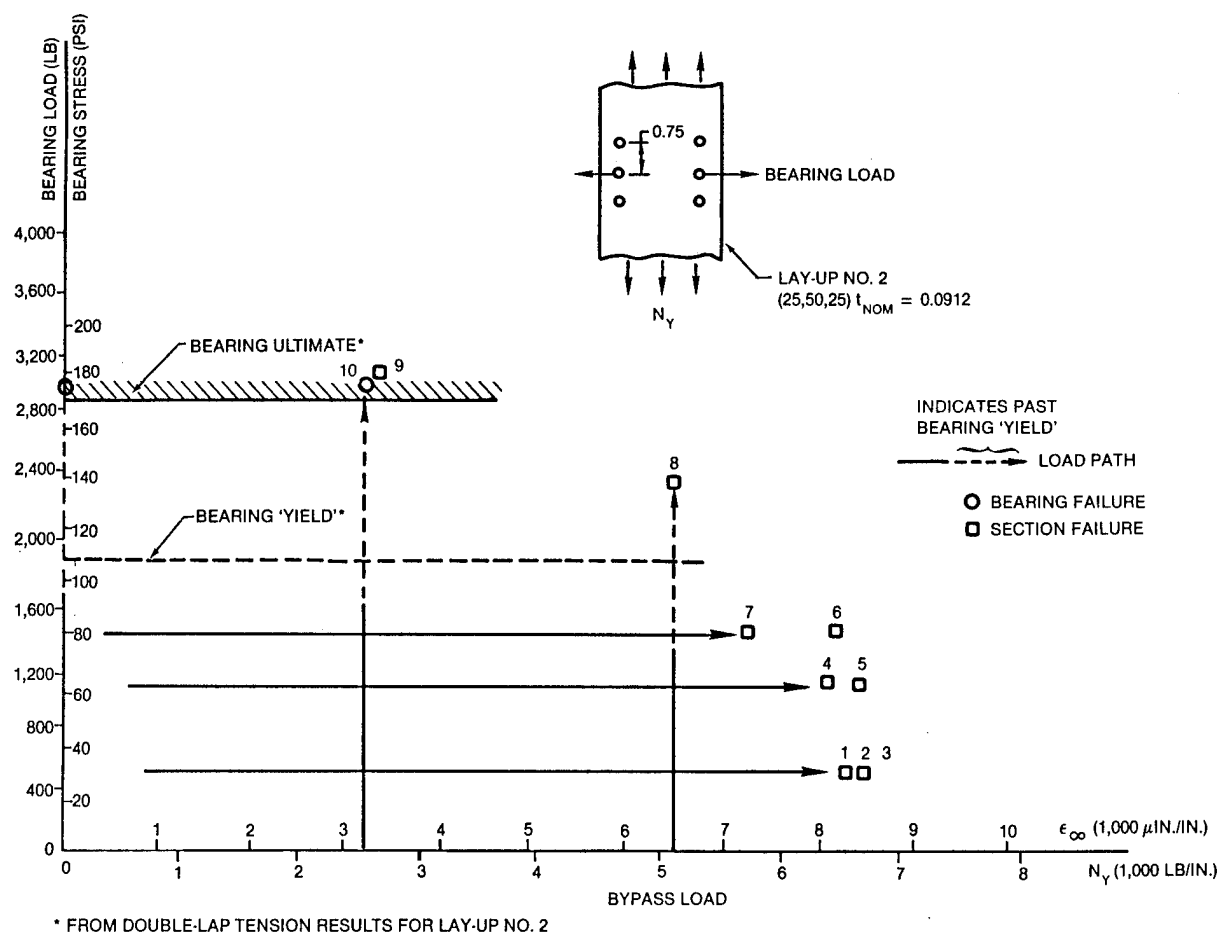 BEARING LOAD (LB)
BEARING STRESS (PSI)
0.75
BEARING LOAD
LAY-UP NO. 2
(25,50,25) t NOM = 0.0912
N Y
4,000
3,600
3,200
2,800
2,400
2,000
1,600
1,200
800
400
0
200
180
160
140
120
100
80
60
40
20
BEARING ULTIMATE*
10
9
8
BEARING 'YIELD'*
7
6
4
5
1 2 3
INDICATES PAST
BEARING 'YIELD'
LOAD PATH
BEARING FAILURE
SECTION FAILURE
1 2 3 4 5 6 7 8 9 10 ϵ∞ (1,000 μIN./IN.)
0 1 2 3 4 5 6 7 8 N Y (1,000 LB/IN.)
BYPASS LOAD
* FROM DOUBLE-LAP TENSION RESULTS FOR LAY-UP NO. 2